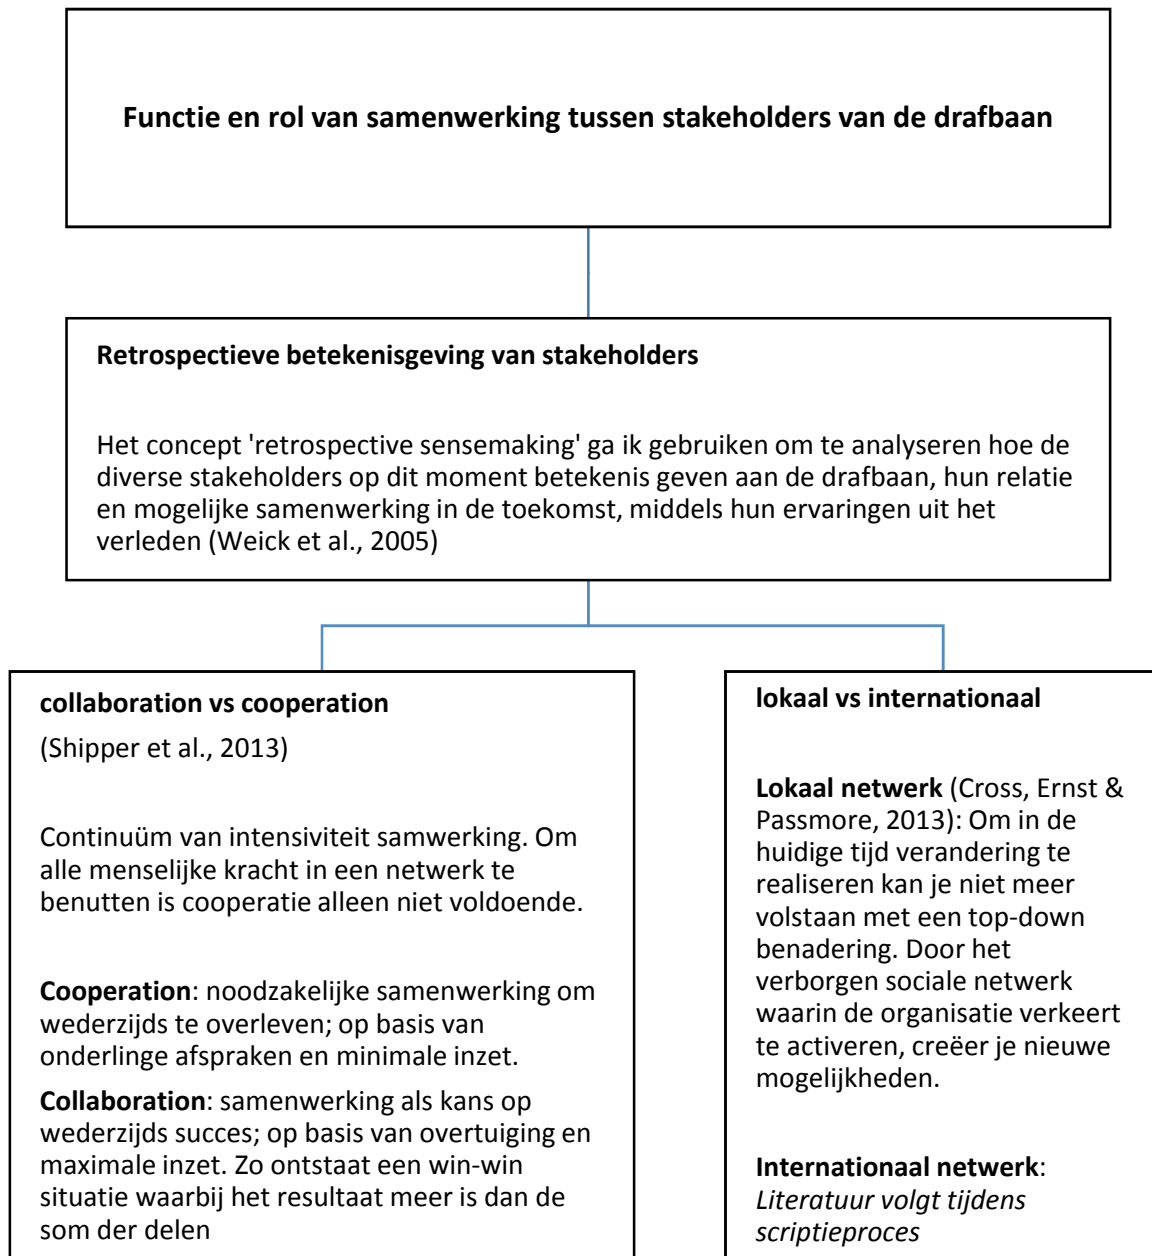 Functie en rol van samenwerking tussen stakeholders van de drafbaan
Retrospectieve betekenisgeving van stakeholders
Het concept 'retrospective sensemaking' ga ik gebruiken om te analyseren hoe de
diverse stakeholders op dit moment betekenis geven aan de drafbaan, hun relatie
en mogelijke samenwerking in de toekomst, middels hun ervaringen uit het
verleden (Weick et al., 2005)
collaboration vs cooperation
(Shipper et al., 2013)
Continuüm van intensiviteit samwerking. Om
alle menselijke kracht in een netwerk te
benutten is cooperatie alleen niet voldoende.
Cooperation: noodzakelijke samenwerking om
wederzijds te overleven; op basis van
onderlinge afspraken en minimale inzet.
Collaboration: samenwerking als kans op
wederzijds succes; op basis van overtuiging en
maximale inzet. Zo ontstaat een win-win
situatie waarbij het resultaat meer is dan de
som der delen
lokaal vs internationaal
Lokaal netwerk (Cross, Ernst &
Passmore, 2013): Om in de
huidige tijd verandering te
realiseren kan je niet meer
volstaan met een top-down
benadering. Door het
verborgen sociale netwerk
waarin de organisatie verkeert
te activeren, creëer je nieuwe
mogelijkheden.
Internationaal netwerk:
Literatuur volgt tijdens
scriptieproces